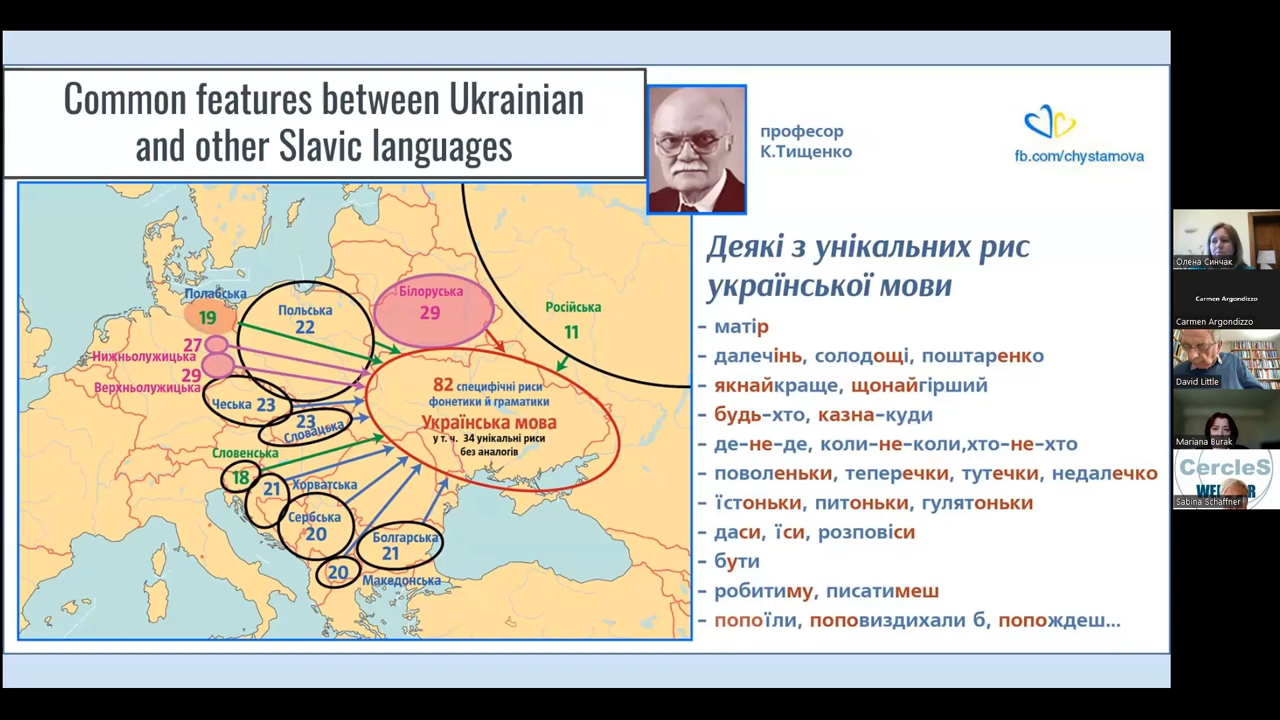 Common features between Ukrainian
and other Slavic languages
професор
К.Тищенко
fb.com/chystamova
Полабська
19
Польська
22
Білоруська
29
Російська
11
27
Нижньолужицька
29
Верхньолужицька
Чеська 23
23
Словацька
Словенська
18
21
Хорватська
Сербська
20
Болгарська
21
20
Македонська
82 специфічні риси
фонетики й граматики
Українська мова
у т. ч. 34 унікальні риси
без аналогів
Деякі з унікальних рис
української мови
- матір
- далечінь, солодощі, поштаренко
- якнайкраще, щонайгірший
- будь-хто, казна-куди
- де-не-де, коли-не-коли,хто-не-хто
- поволеньки, теперечки, тутечки, недалечко
- їстоньки, питоньки, гулятоньки
- даси, їси, розповіси
- бути
- робитиму, писатимеш
- попоїли, поповиздихали б, попождеш...
Олена Синчак
Carmen Argondizzo
Carmen Argondizzo
David Little
Mariana Burak
CercleS
Sabina Schaffner